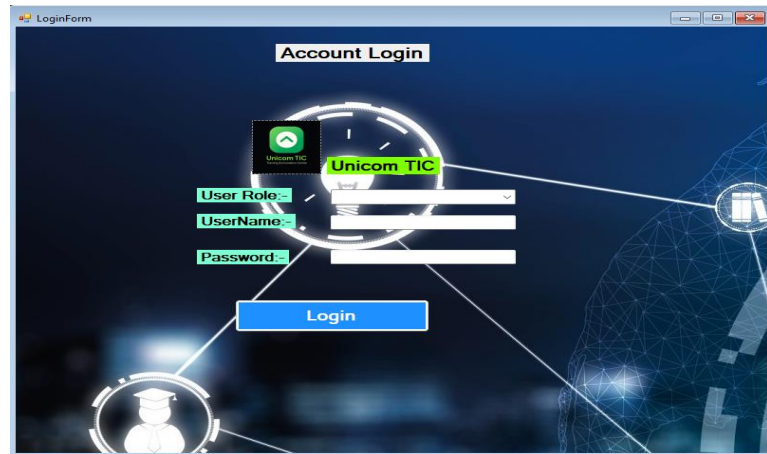 LoginForm
Account Login
Unicom TIC
Unicom TIC
User Role:-
UserName:-
Password:-
Login